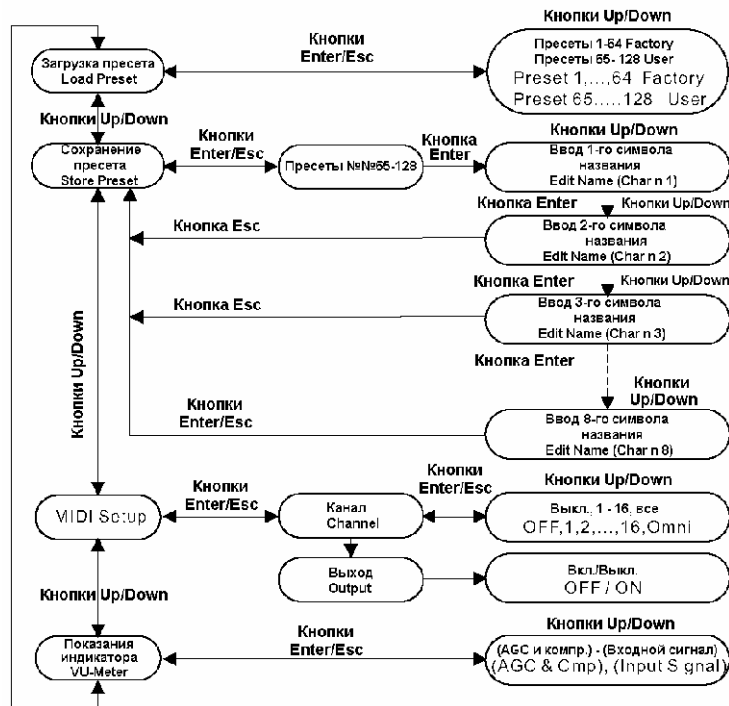 Кнопки Up/Down
Кнопки
Enter/Esc
Загрузка пресета
Load Preset
Пресеты 1-64 Factory
Пресеты 65- 128 User
Preset 1,...,64 Factory
Preset 65.....128 User
Кнопки Up/Down
Сохранение
пресета
Store Preset
Кнопки
Enter/Esc
Пресеты №№65-128
Кнопка
Enter
Кнопки Up/Down
Ввод 1-го символа
названия
Edit Name (Char n 1)
Кнопка Enter
Кнопки Up/Down
Кнопка Esc
Ввод 2-го символа
названия
Edit Name (Char n 2)
Кнопка Enter
Кнопки Up/Down
Кнопка Esc
Ввод 3-го символа
названия
Edit Name (Char n 3)
Кнопка Enter
Кнопки Up/Down
Кнопки
Up/Down
Кнопки
Enter/Esc
Ввод 8-го символа
названия
Edit Name (Char n 8)
MIDI Setup
Кнопки
Enter/Esc
Канал
Channel
Кнопки
Enter/Esc
Кнопки Up/Down
Выкл., 1 - 16, все
OFF,1,2,...,16,Omni
Выход
Output
Вкл./Выкл.
OFF / ON
Кнопки Up/Down
Показания
индикатора
VU-Meter
Кнопки
Enter/Esc
Кнопки Up/Down
(AGC и компр.) - (Входной сигнал)
(AGC & Cmp), (Input S gnal)